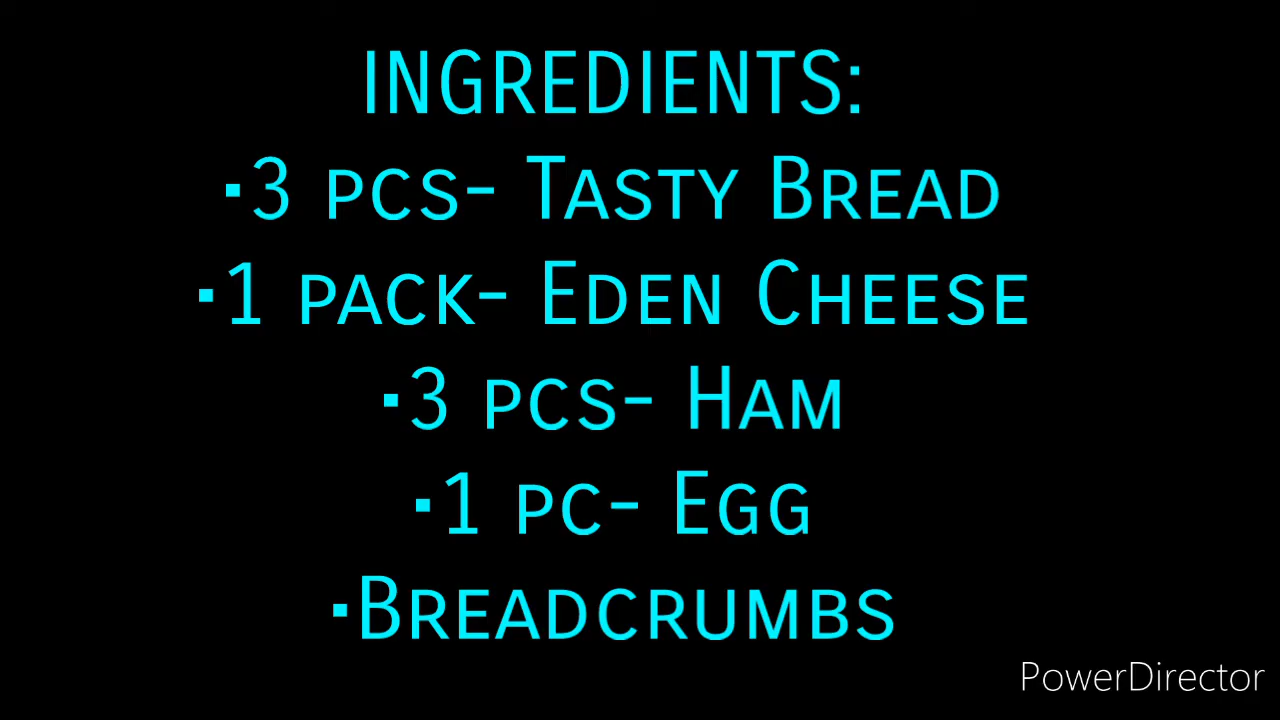 INGREDIENTS:
▪3 pcs- Tasty Bread
▪1 pack- Eden Cheese
▪3 pcs- Ham
▪1 pc- Egg
▪Breadcrumbs
PowerDirector